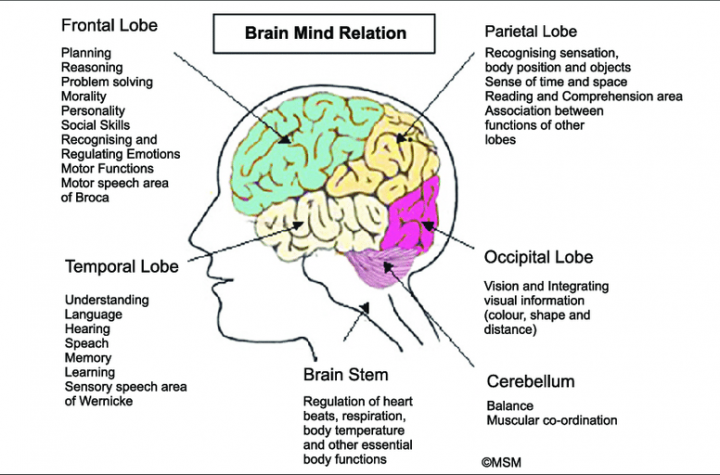 Brain Mind Relation
Frontal Lobe
Planning
Reasoning
Problem solving
Morality
Personality
Social Skills
Recognising and
Regulating Emotions
Motor Functions
Motor speech area
of Broca
Parietal Lobe
Recognising sensation,
body position and objects
Sense of time and space
Reading and Comprehension area
Association between
functions of other
lobes
Temporal Lobe
Understanding
Language
Hearing
Speach
Memory
Learning
Sensory speech area
of Wernicke
Occipital Lobe
Vision and Integrating
visual information
(colour, shape and
distance)
Brain Stem
Regulation of heart
beats, respiration,
body temperature
and other essential
body functions
Cerebellum
Balance
Muscular co-ordination
©MSM